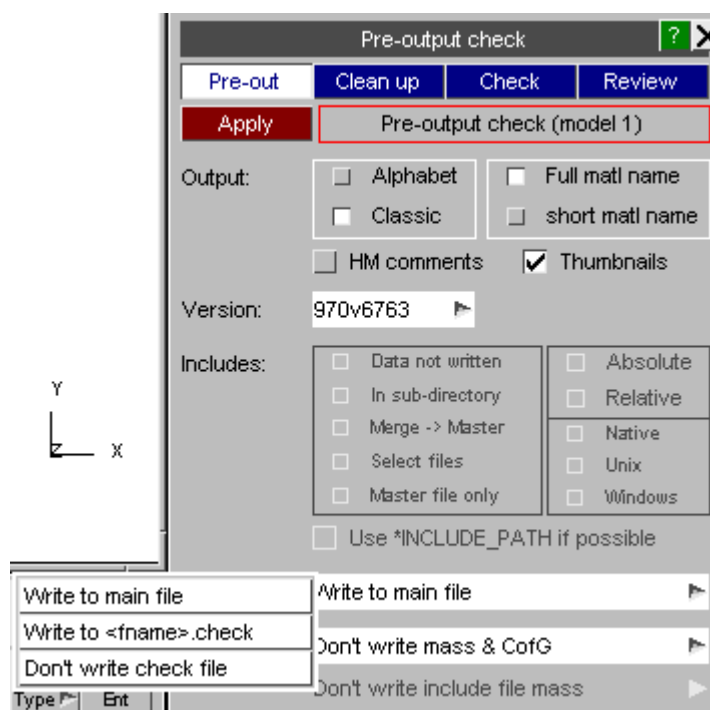 Pre-output check ? X
Pre-out Clean up Check Review
Apply Pre-output check (model 1)
Output: Alphabet Full matl name
Classic short matl name
HM comments Thumbnails
Version: 970v6763
Includes: Data not written Absolute
In sub-directory Relative
Merge -> Master Native
Select files Unix
Master file only Windows
Use *INCLUDE_PATH if possible
Y
Z X
Write to main file Write to main file
Write to <fname>.check
Don't write mass & CofG
Don't write check file
Type Ent Don't write include file mass